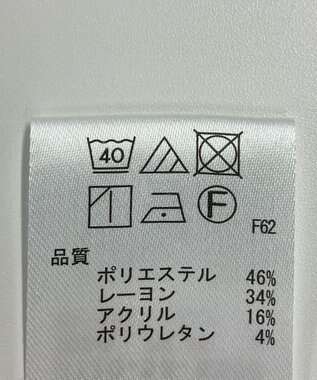 40
F
F62
品質
ポリエステル 46%
レーヨン 34%
アクリル 16%
ポリウレタン 4%